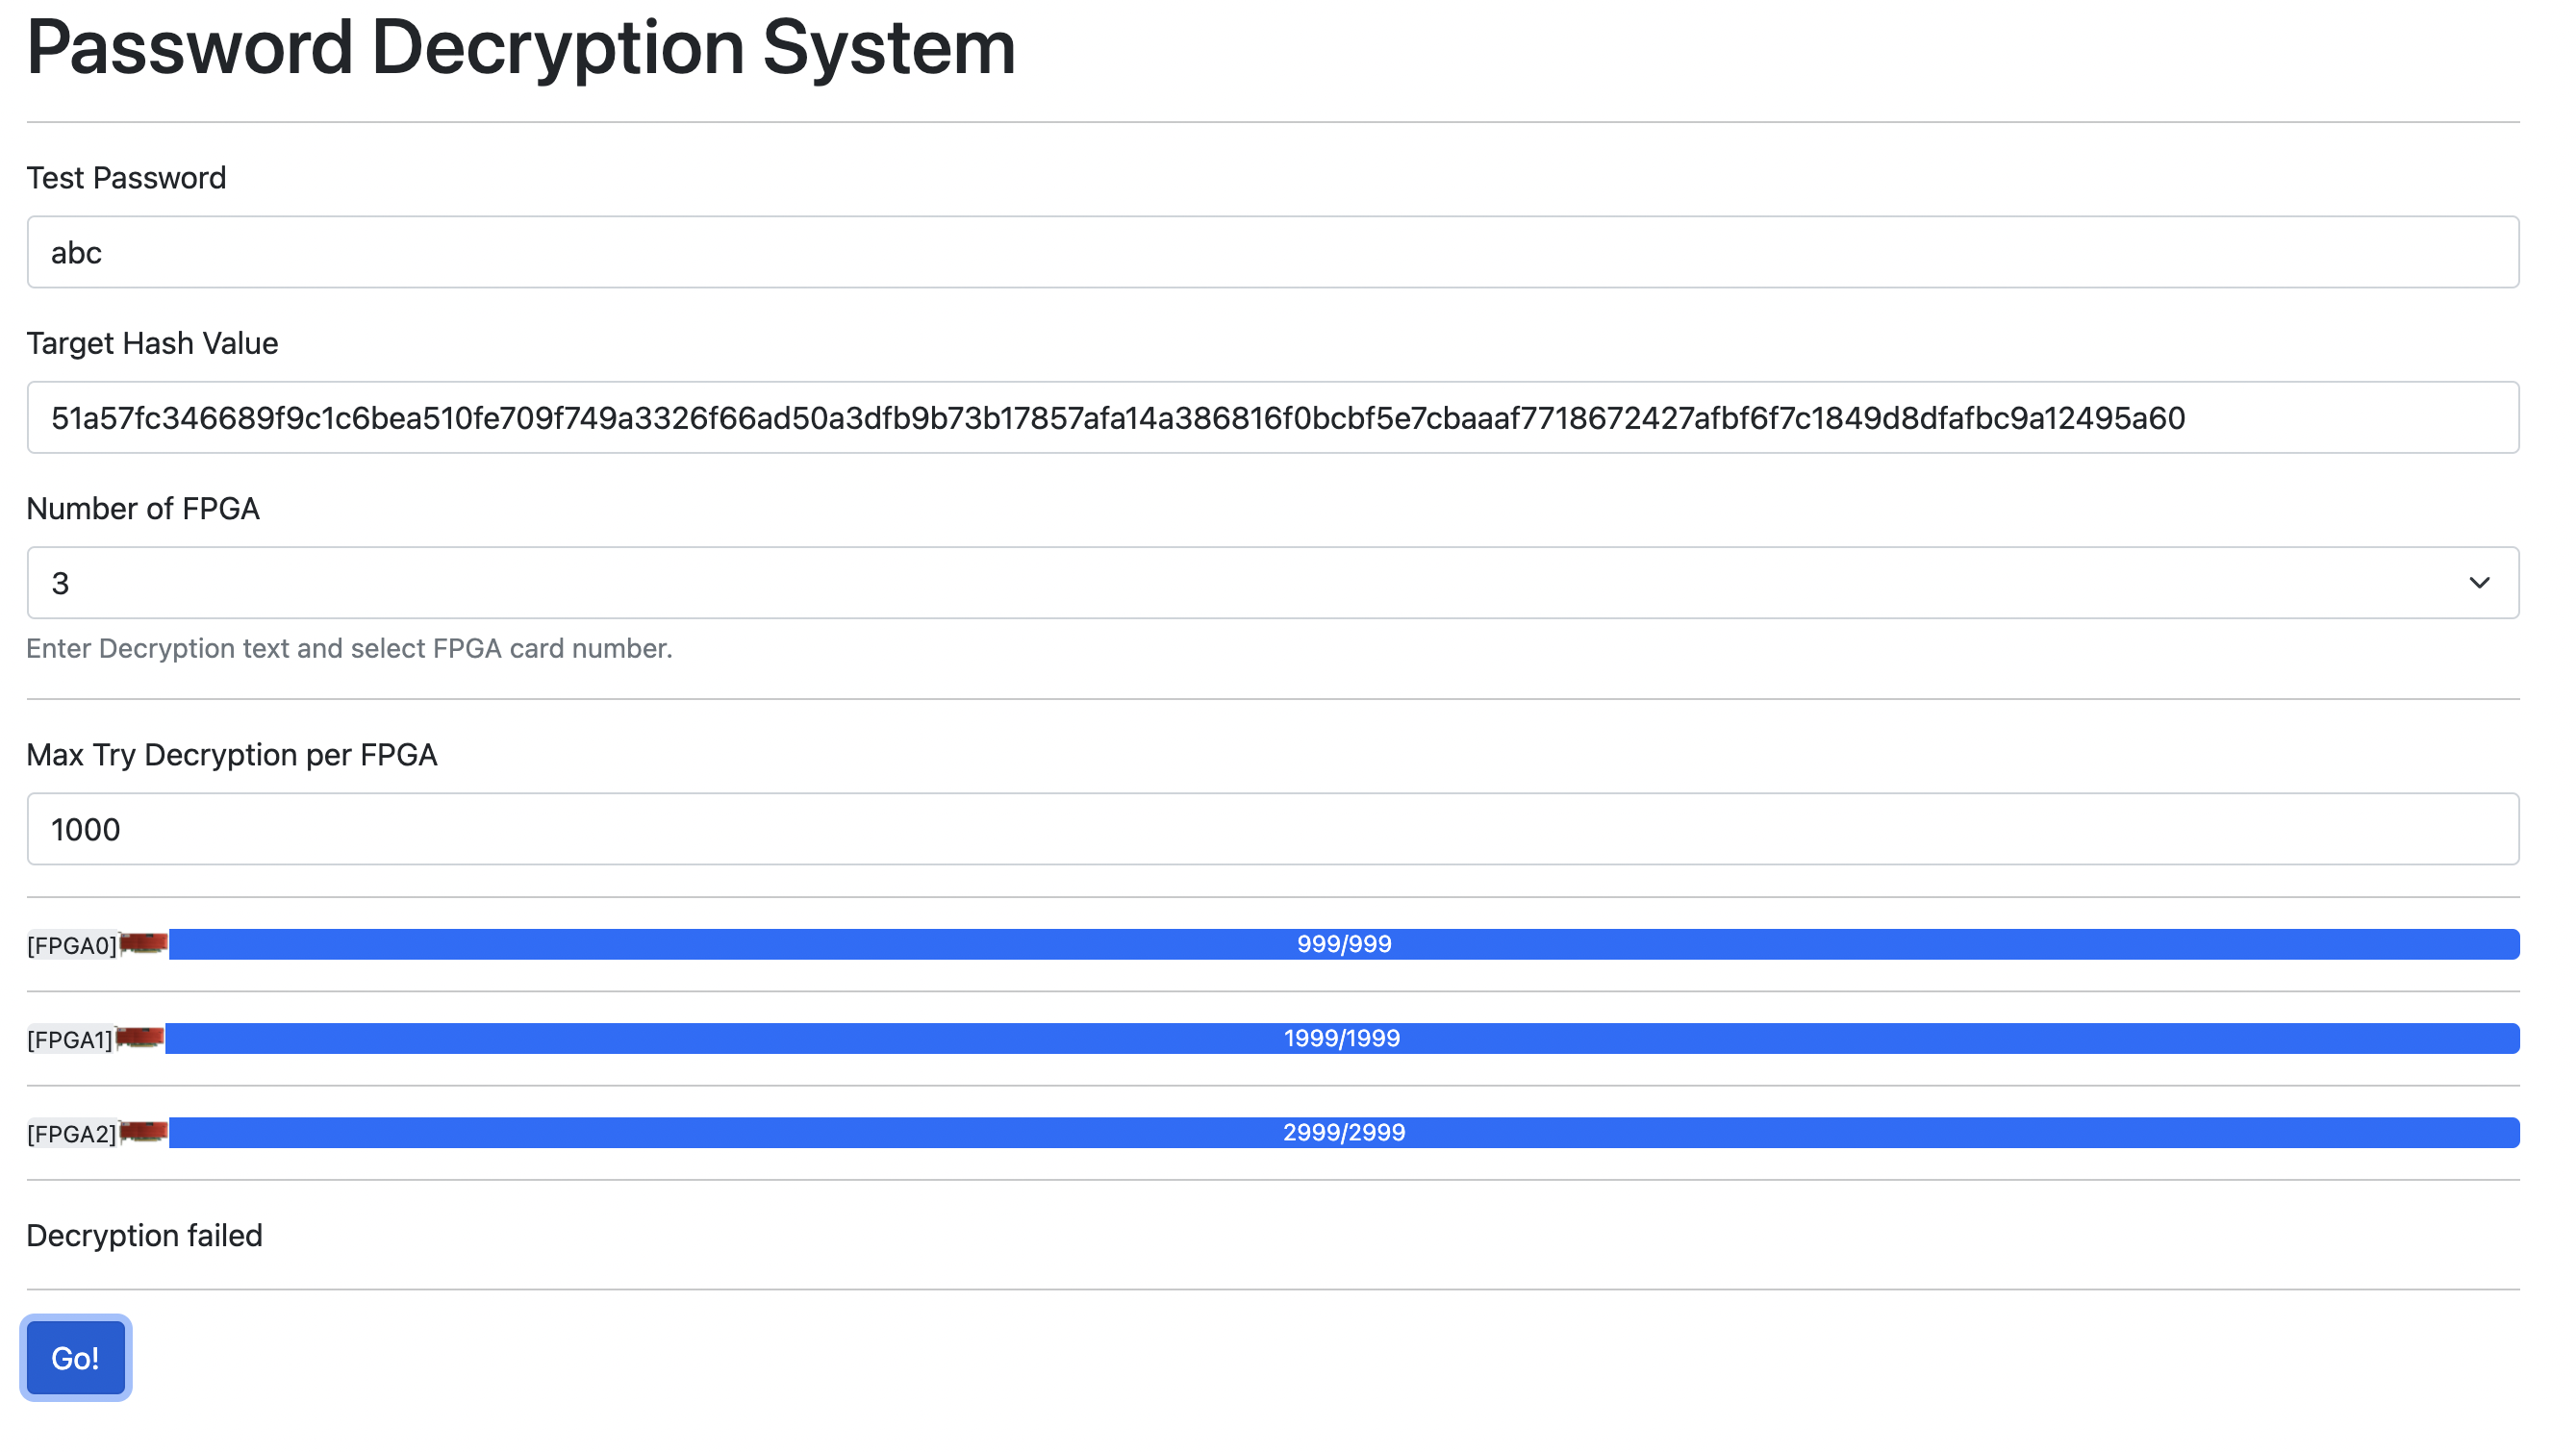 Password Decryption System
Test Password
abc
Target Hash Value
51a57fc346689f9c1c6bea510fe709f749a3326f66ad50a3dfb9b73b17857afa14a386816f0bcbf5e7cbaaaf7718672427afbf6f7c1849d8dfafbc9a12495a60
Number of FPGA
3
Enter Decryption text and select FPGA card number.
Max Try Decryption per FPGA
1000
[FPGA0] 999/999
[FPGA1] 1999/1999
[FPGA2] 2999/2999
Decryption failed
Go!